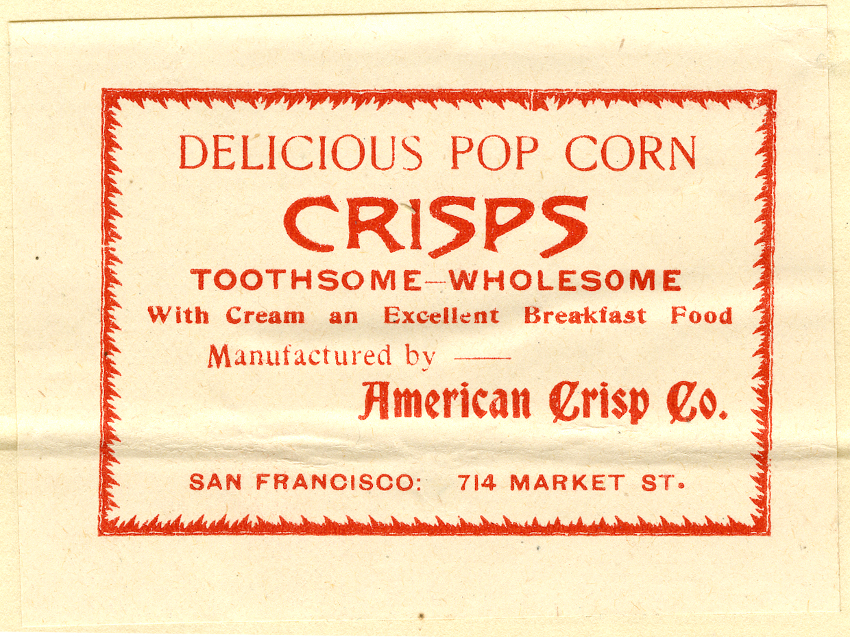 DELICIOUS POP CORN
CRISPS
TOOTHSOME—WHOLESOME
With Cream an Excellent Breakfast Food
Manufactured by ——
American Crisp Co.
SAN FRANCISCO: 714 MARKET ST.